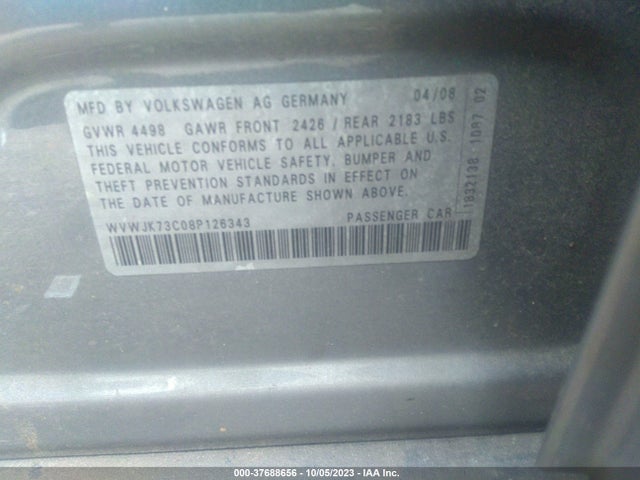 MFD BY VOLKSWAGEN AG GERMANY 04/08
GVWR 4498 GAWR FRONT 2426 / REAR 2183 LBS
THIS VEHICLE CONFORMS TO ALL APPLICABLE U.S.
FEDERAL MOTOR VEHICLE SAFETY, BUMPER AND
THEFT PREVENTION STANDARDS IN EFFECT ON
THE DATE OF MANUFACTURE SHOWN ABOVE.
WVWJK73C08P126343 PASSENGER CAR
1832138 1087 02
000-37688656 - 10/05/2023 - IAA Inc.